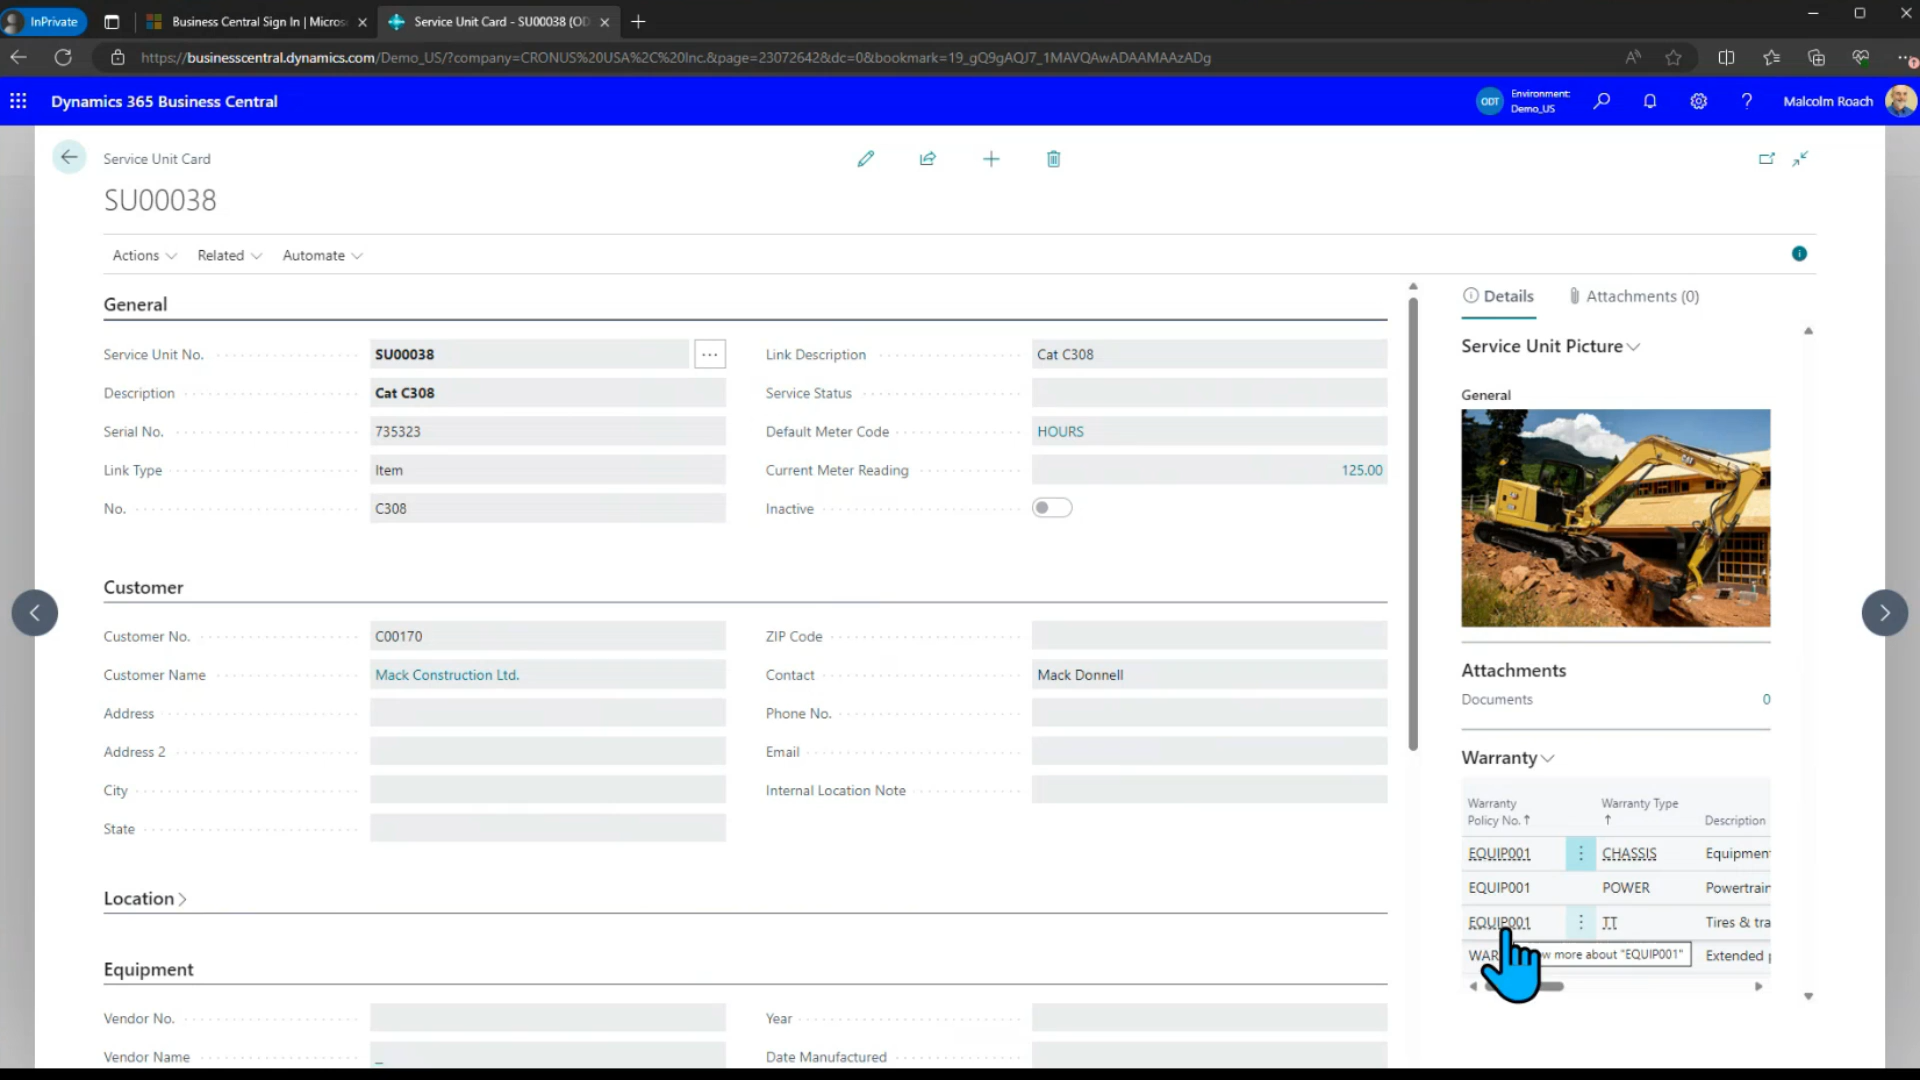 InPrivate
Business Central Sign In | Micros
Service Unit Card - SU00038 (OD
https://businesscentral.dynamics.com/Demo_US/?company=CRONUS%20USA%2C%20Inc.&page=23072642&dc=0&bookmark=19_gQ9gAQJ7_1MAVQAwADAAMAAzADg
Dynamics 365 Business Central
ODT
Environment:
Demo_US
Malcolm Roach
Service Unit Card
SU00038
Actions Related Automate
Details Attachments (0)
General
Service Unit No. SU00038
Description Cat C308
Serial No. 735323
Link Type Item
No. C308
Link Description Cat C308
Service Status
Default Meter Code HOURS
Current Meter Reading 125.00
Inactive
Customer
Customer No. C00170
Customer Name Mack Construction Ltd.
Address
Address 2
City
State
ZIP Code
Contact Mack Donnell
Phone No.
Email
Internal Location Note
Location
Equipment
Vendor No.
Vendor Name _
Year
Date Manufactured
Service Unit Picture
General
Attachments
Documents 0
Warranty
Warranty Policy No. ↑ Warranty Type ↑ Description
EQUIP001 CHASSIS Equipmen
EQUIP001 POWER Powertrain
EQUIP001 TT Tires & tra
WAR Extended
w more about "EQUIP001"